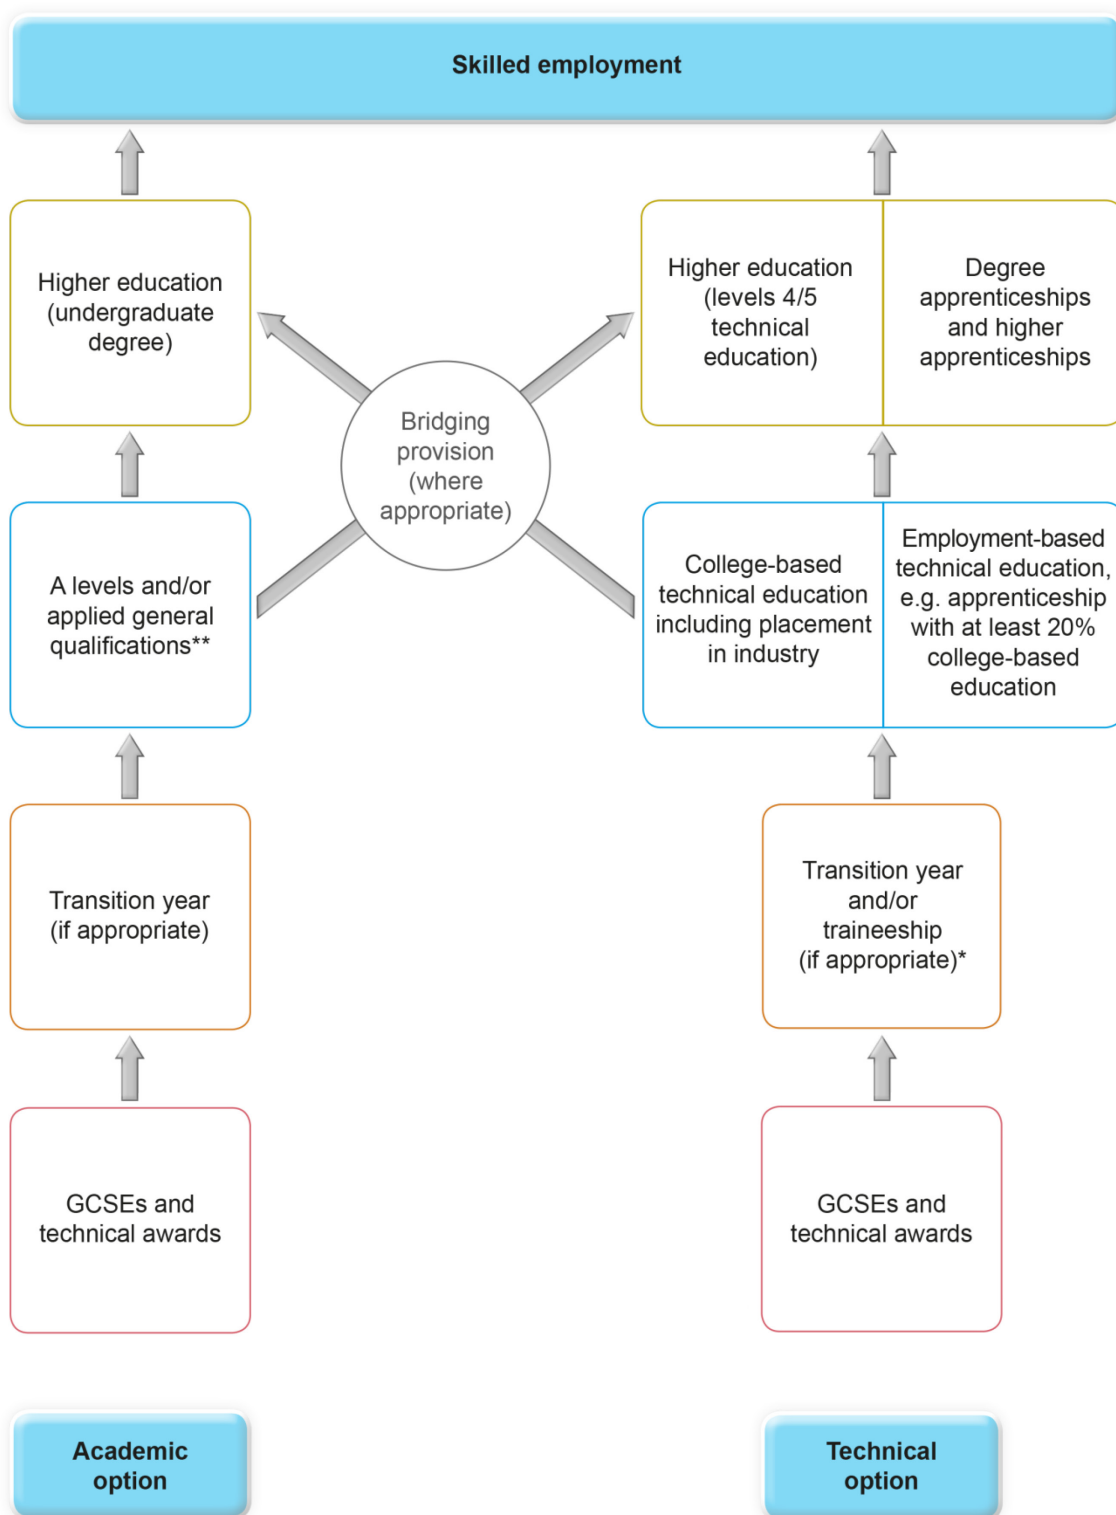 Skilled employment
Higher education
(undergraduate
degree)
Higher education
(levels 4/5
technical
education)
Degree
apprenticeships
and higher
apprenticeships
Bridging
provision
(where
appropriate)
A levels and/or
applied general
qualifications**
College-based
technical education
including placement
in industry
Employment-based
technical education,
e.g. apprenticeship
with at least 20%
college-based
education
Transition year
(if appropriate)
Transition year
and/or
traineeship
(if appropriate)*
GCSEs and
technical awards
GCSEs and
technical awards
Academic
option
Technical
option